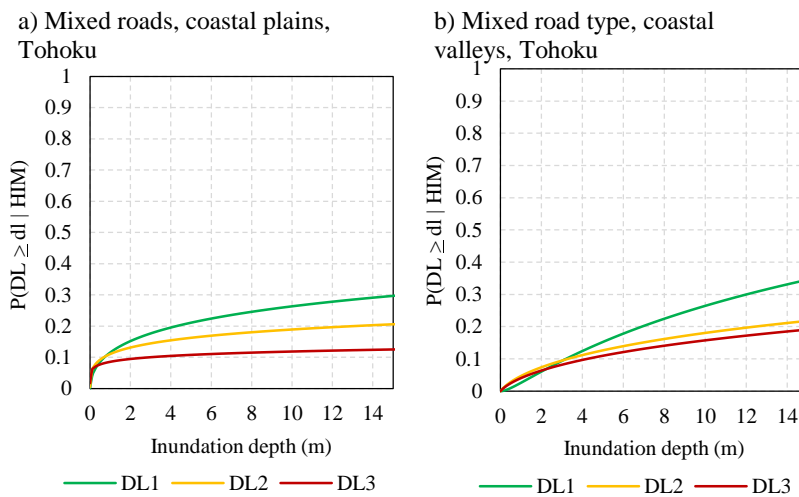 a) Mixed roads, coastal plains,
Tohoku
P(DL ≥ dl | HIM)
1
0.9
0.8
0.7
0.6
0.5
0.4
0.3
0.2
0.1
0
0 2 4 6 8 10 12 14
Inundation depth (m)
DL1 DL2 DL3
b) Mixed road type, coastal
valleys, Tohoku
P(DL ≥ dl | HIM)
1
0.9
0.8
0.7
0.6
0.5
0.4
0.3
0.2
0.1
0
0 2 4 6 8 10 12 14
Inundation depth (m)
DL1 DL2 DL3